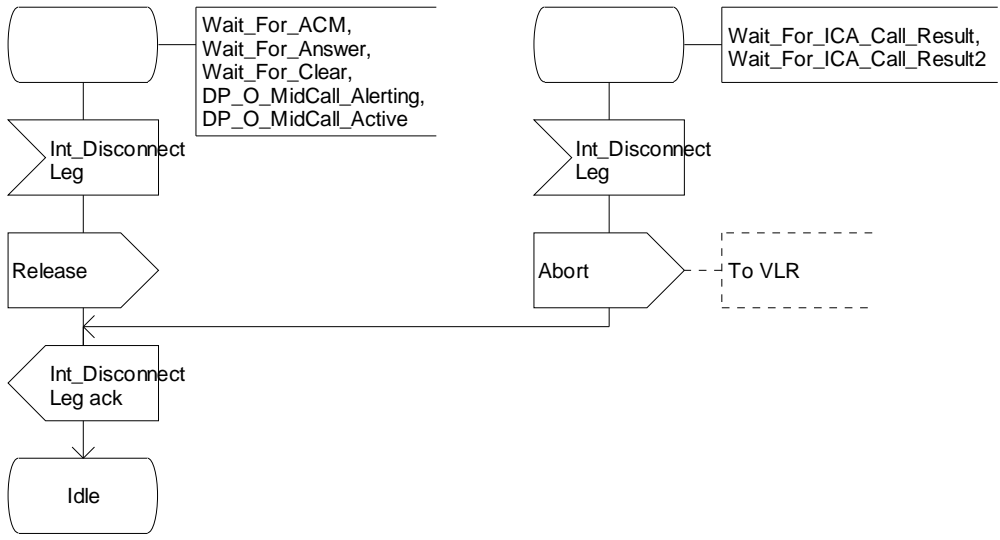 Wait_For_ACM,
Wait_For_Answer,
Wait_For_Clear,
DP_O_MidCall_Alerting,
DP_O_MidCall_Active
Wait_For_ICA_Call_Result,
Wait_For_ICA_Call_Result2
Int_Disconnect
Leg
Int_Disconnect
Leg
Release
Abort
To VLR
Int_Disconnect
Leg ack
Idle